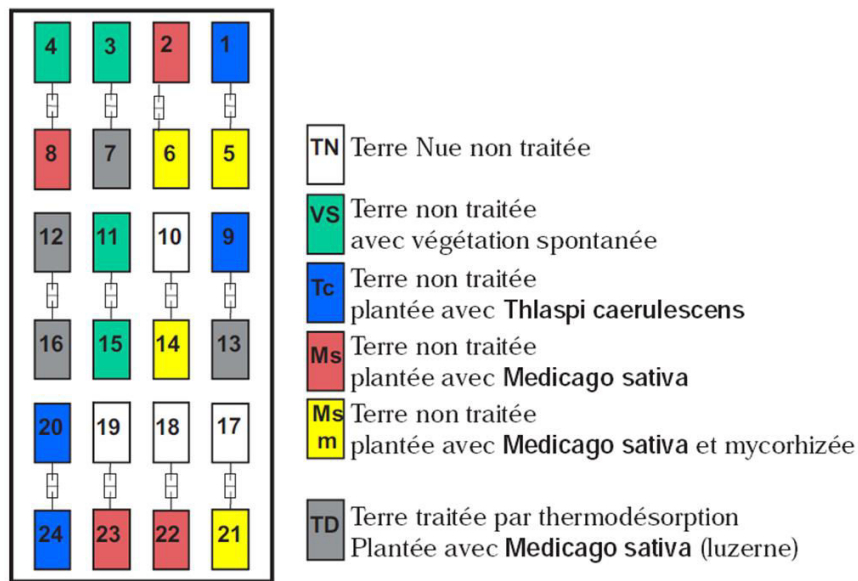 4 3 2 1
8 7 6 5
12 11 10 9
16 15 14 13
20 19 18 17
24 23 22 21
TN Terre Nue non traitée
VS Terre non traitée
avec végétation spontanée
Tc Terre non traitée
plantée avec Thlaspi caerulescens
Ms Terre non traitée
plantée avec Medicago sativa
Ms Terre non traitée
m plantée avec Medicago sativa et mycorhizée
TD Terre traitée par thermodésorption
Plantée avec Medicago sativa (luzerne)